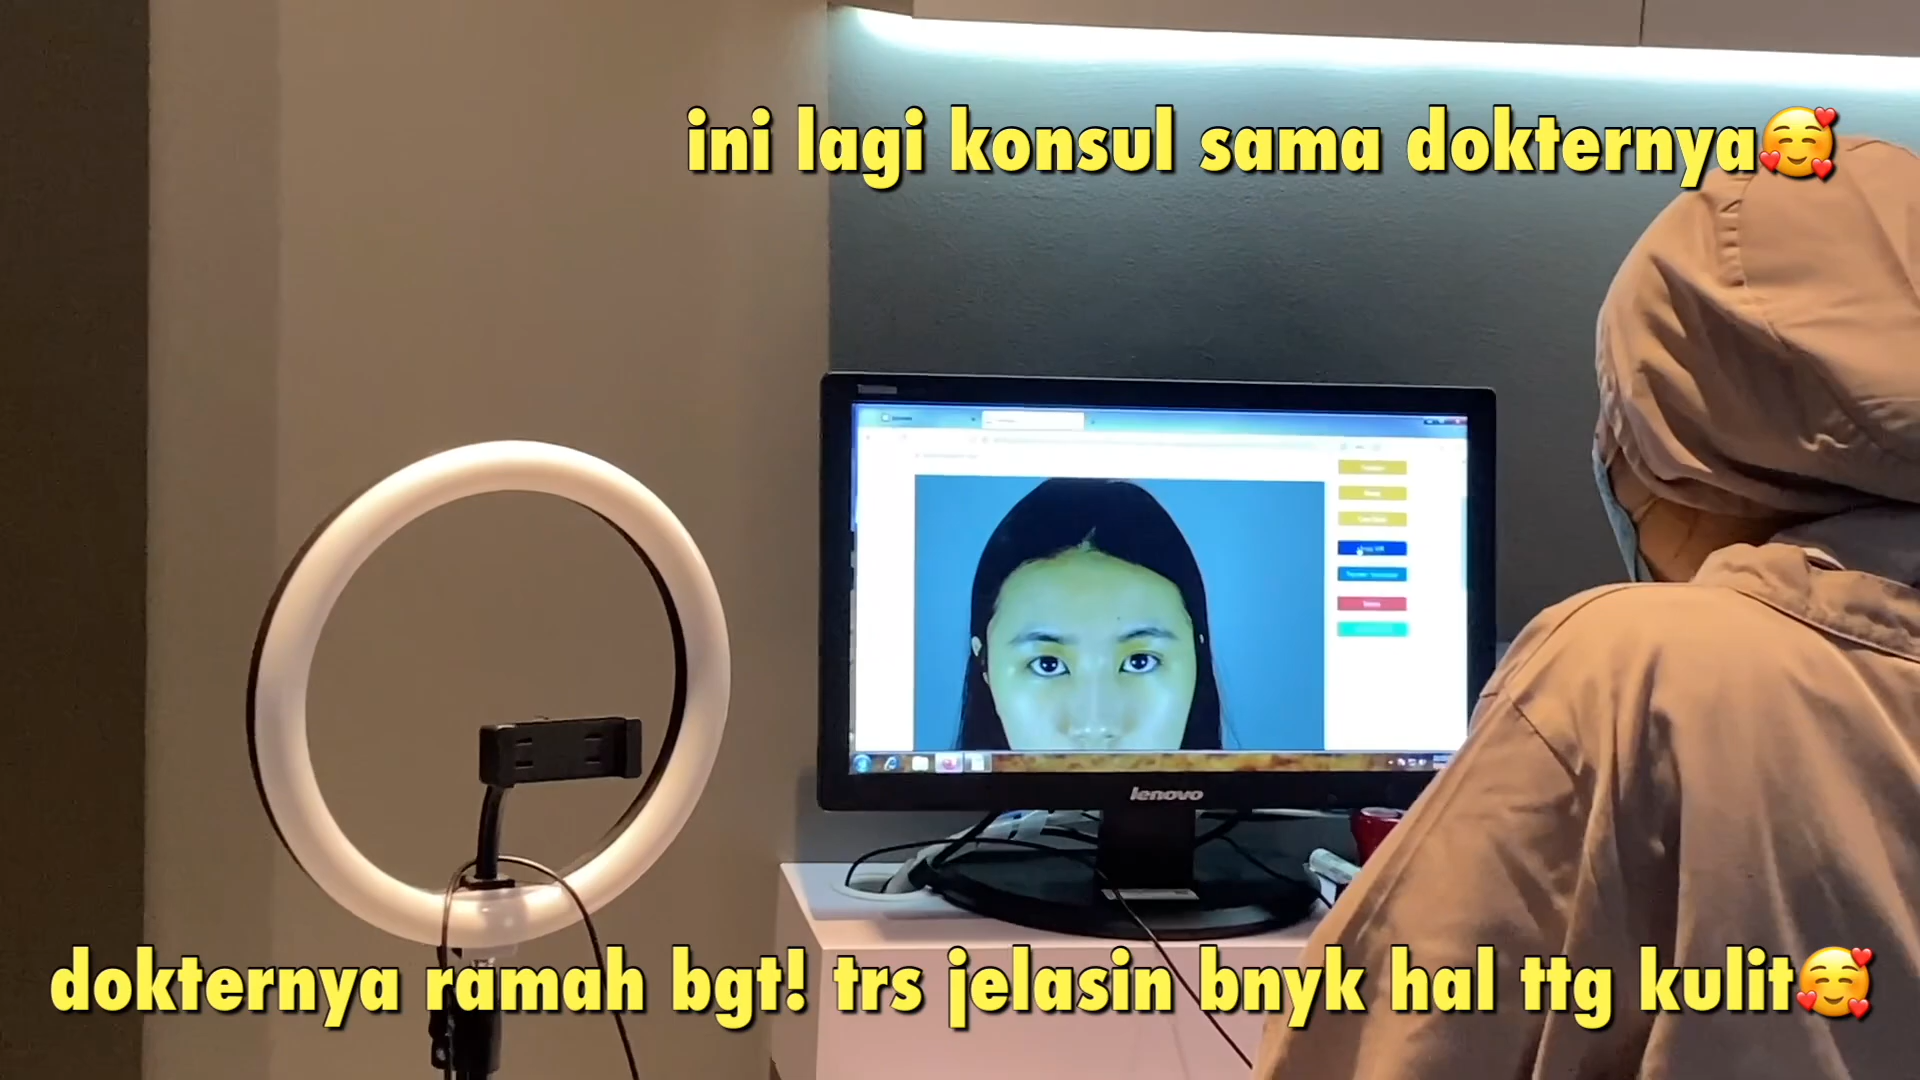 ini lagi konsul sama dokternya🥰
lenovo
dokternya ramah bgt! trs jelasin bnyk hal ttg kulit🥰